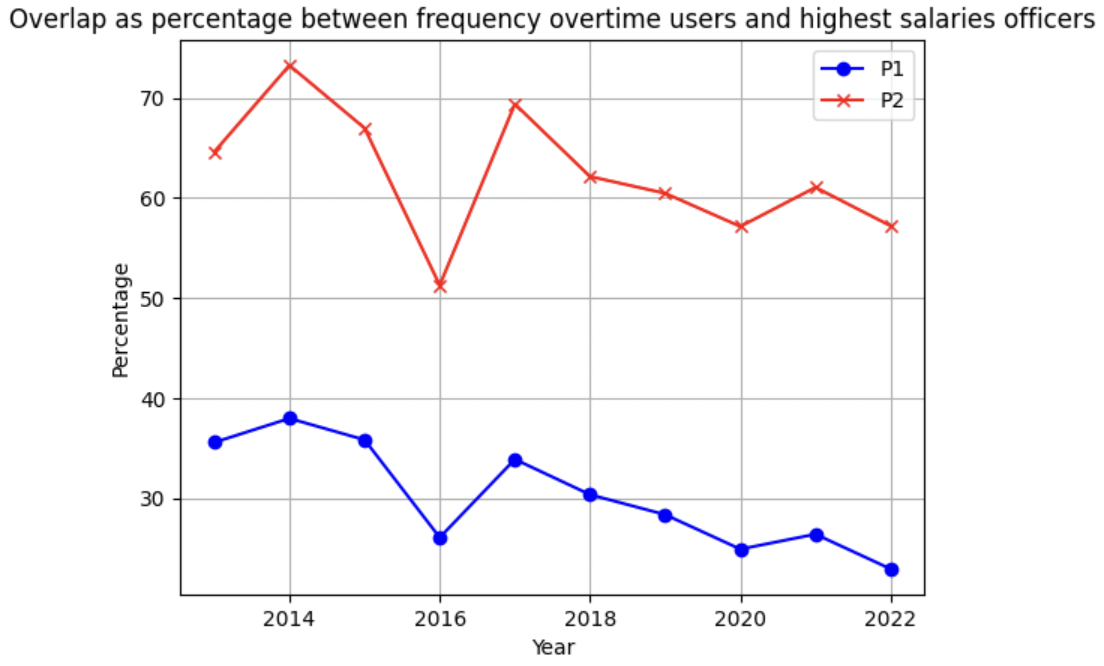 Overlap as percentage between frequency overtime users and highest salaries officers
P1
P2
70
60
50
40
30
Percentage
2014 2016 2018 2020 2022
Year